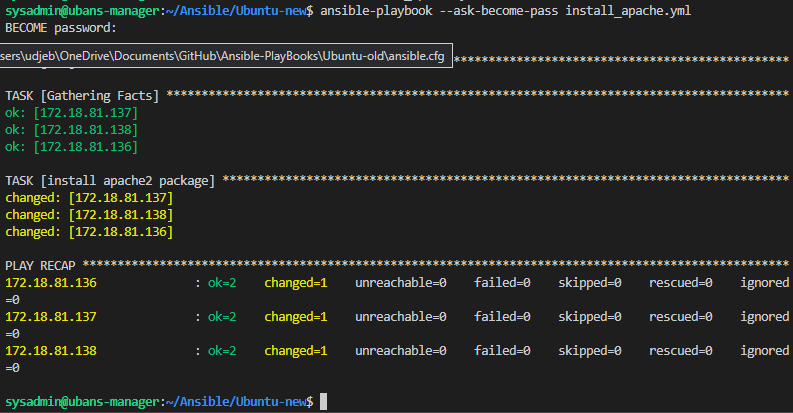 sysadmin@ubans-manager:~/Ansible/Ubuntu-new$ ansible-playbook --ask-become-pass install_apache.yml
BECOME password:
sers\udjeb\OneDrive\Documents\GitHub\Ansible-PlayBooks\Ubuntu-old\ansible.cfg ************************************************
TASK [Gathering Facts] *****************************************************************************************
ok: [172.18.81.137]
ok: [172.18.81.138]
ok: [172.18.81.136]
TASK [install apache2 package] *********************************************************************************
changed: [172.18.81.137]
changed: [172.18.81.138]
changed: [172.18.81.136]
PLAY RECAP *****************************************************************************************************
172.18.81.136 : ok=2 changed=1 unreachable=0 failed=0 skipped=0 rescued=0 ignored
=0
172.18.81.137 : ok=2 changed=1 unreachable=0 failed=0 skipped=0 rescued=0 ignored
=0
172.18.81.138 : ok=2 changed=1 unreachable=0 failed=0 skipped=0 rescued=0 ignored
=0
sysadmin@ubans-manager:~/Ansible/Ubuntu-new$